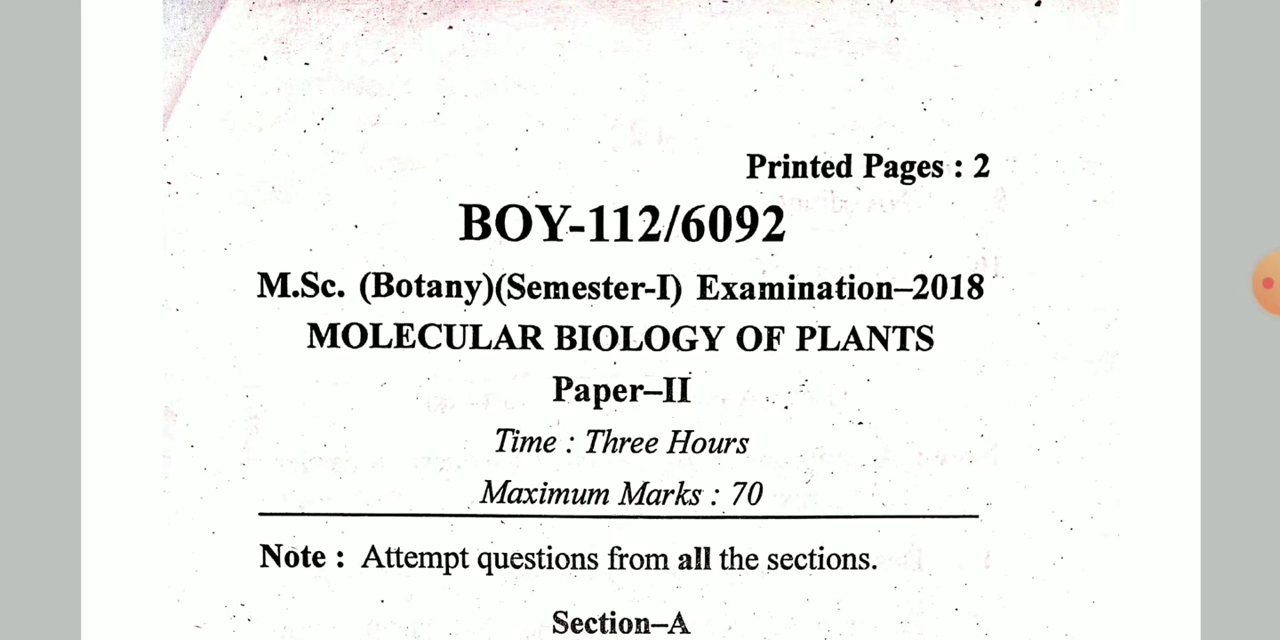 Printed Pages : 2
BOY-112/6092
M.Sc. (Botany)(Semester-I) Examination–2018
MOLECULAR BIOLOGY OF PLANTS
Paper–II
Time : Three Hours
Maximum Marks : 70
Note : Attempt questions from all the sections.
Section–A